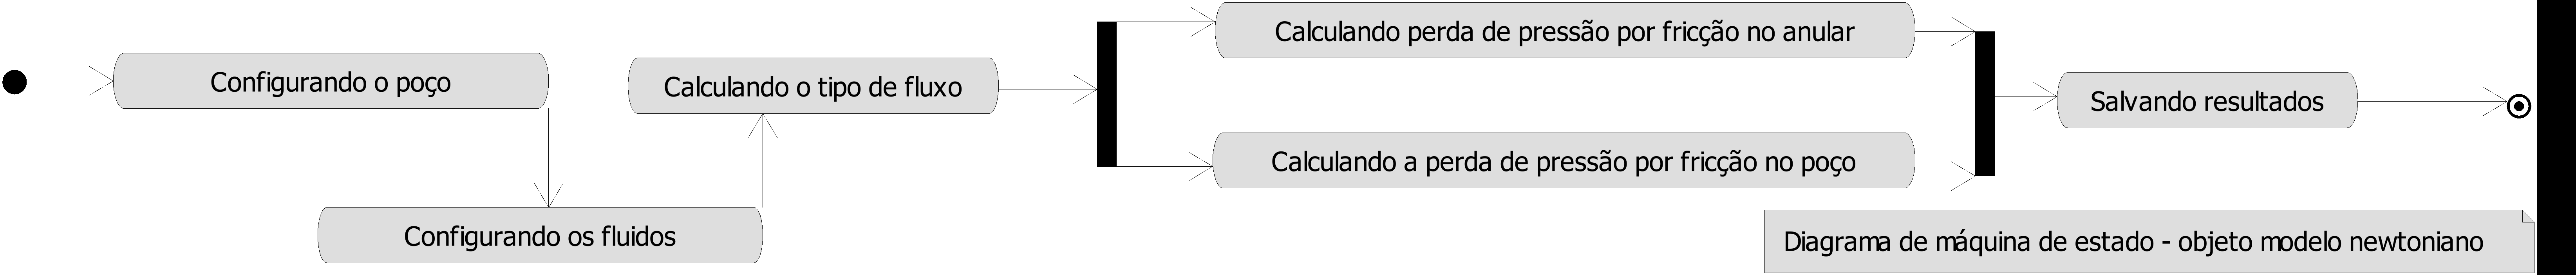 Configurando o poço
Configurando os fluidos
Calculando o tipo de fluxo
Calculando perda de pressão por fricção no anular
Calculando a perda de pressão por fricção no poço
Salvando resultados
Diagrama de máquina de estado - objeto modelo newtoniano